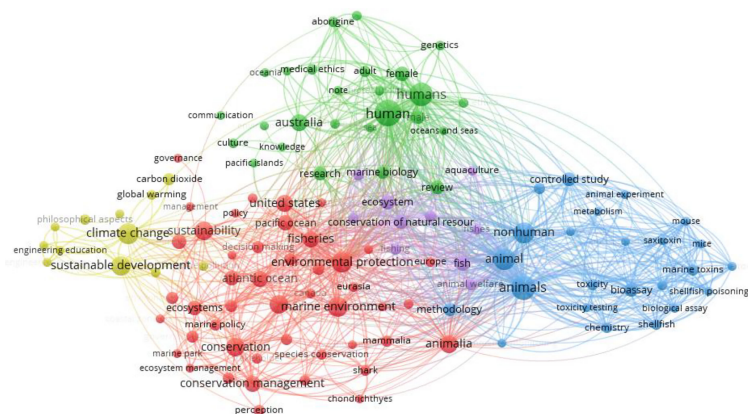 aborigine
genetics
oceania
medical ethics
adult
female
note
humans
communication
human
male
australia
oceans and seas
culture
knowledge
governance
pacific islands
marine biology
aquaculture
carbon dioxide
research
review
controlled study
global warming
management
policy
united states
ecosystem
animal experiment
metabolism
philosophical aspects
climate change
sustainability
pacific ocean
conservation of natural resour
fishes
nonhuman
mouse
engineering education
decision making
fisheries
fishing
saxitoxin
mice
sustainable development
environmental protection
europe
fish
animal
marine toxins
atlantic ocean
eurasia
animal welfare
animals
toxicity
bioassay
shellfish poisoning
ecosystems
marine environment
methodology
toxicity testing
biological assay
marine policy
chemistry
shellfish
marine park
conservation
species conservation
mammalia
animalia
ecosystem management
shark
conservation management
chondrichthyes
perception